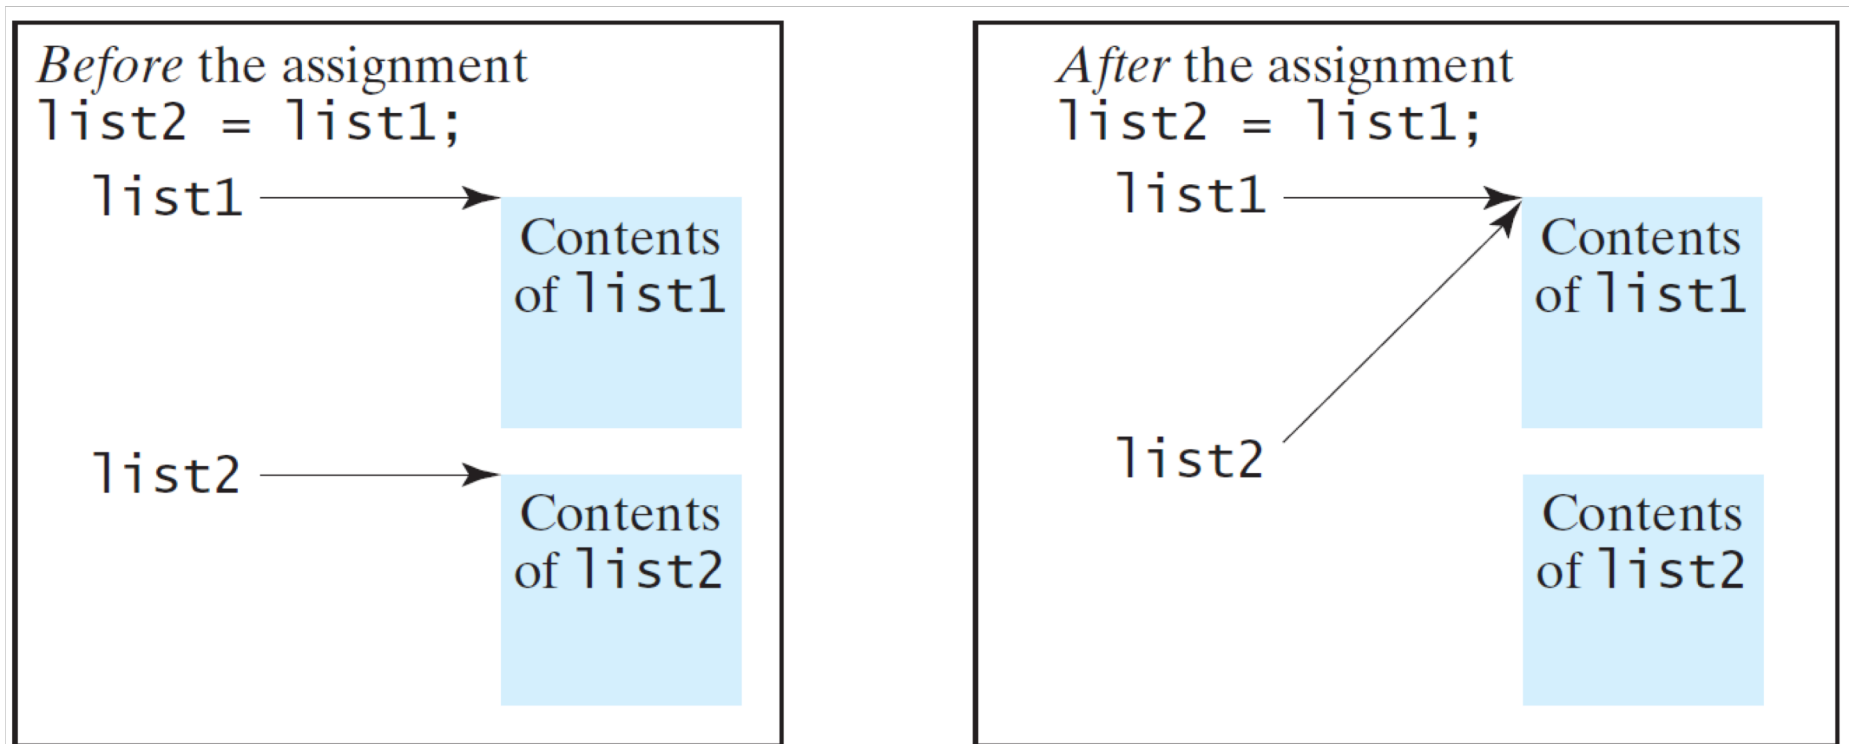 Before the assignment
list2 = list1;
list1
Contents
of list1
list2
Contents
of list2
After the assignment
list2 = list1;
list1
Contents
of list1
list2
Contents
of list2